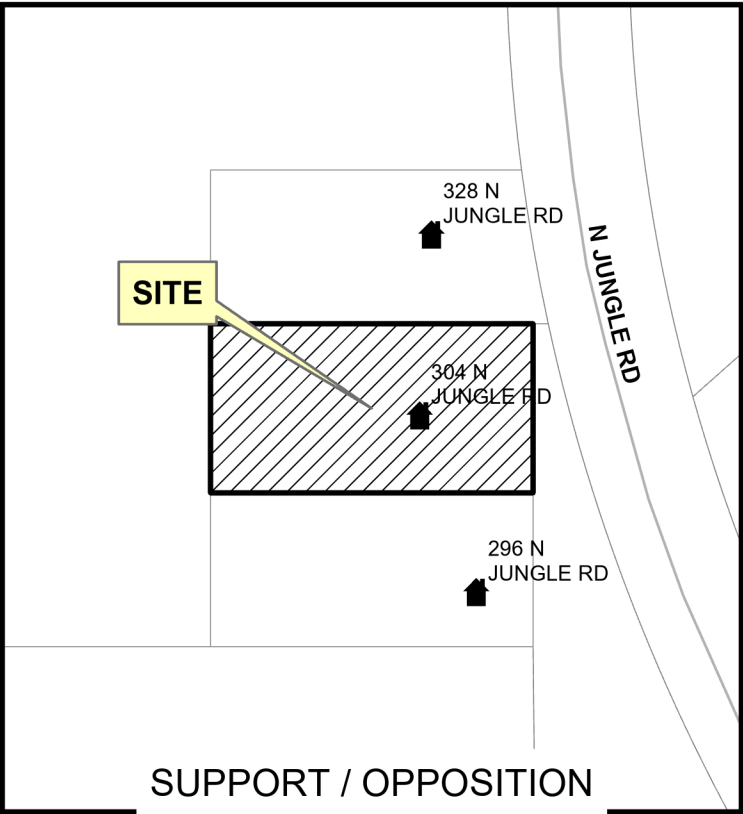 328 N
JUNGLE RD
N JUNGLE RD
SITE
304 N
JUNGLE RD
296 N
JUNGLE RD
SUPPORT / OPPOSITION